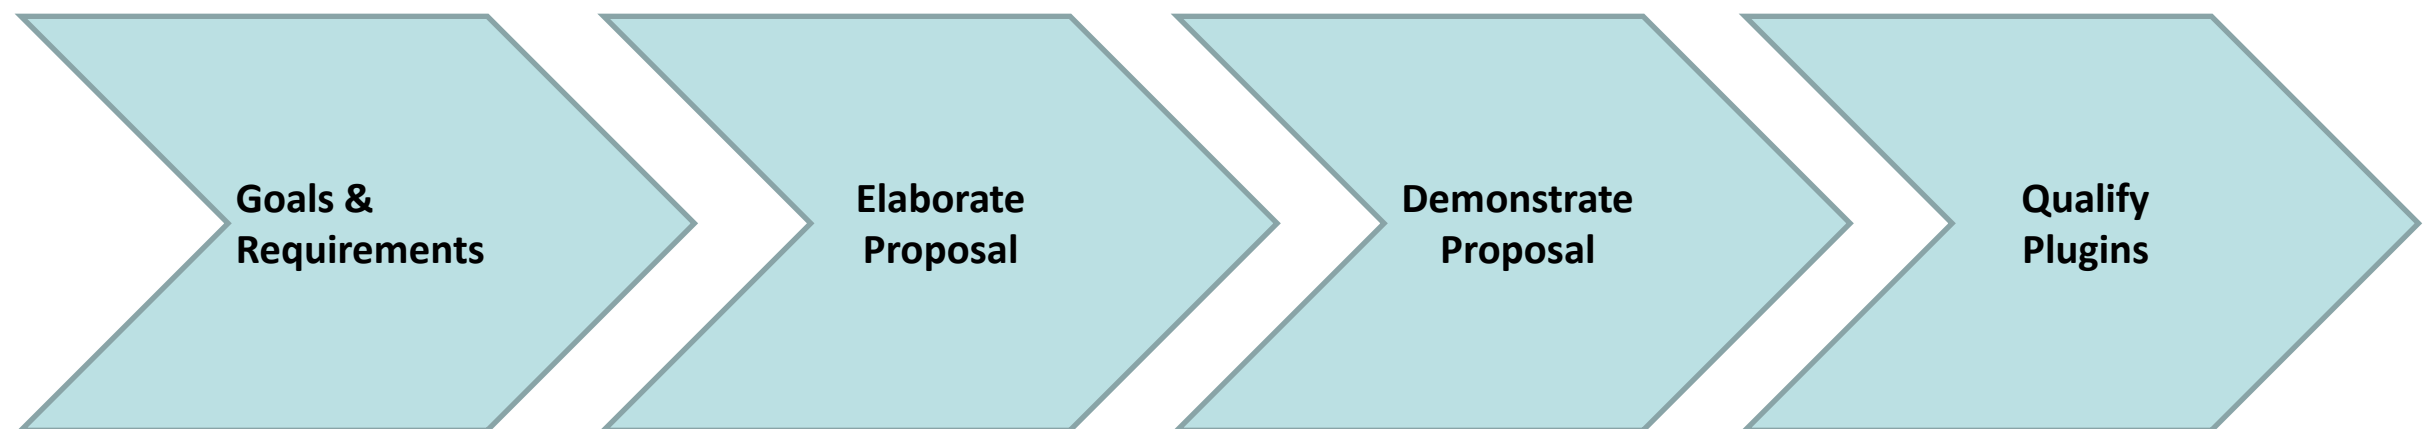 Goals &
Requirements
Elaborate
Proposal
Demonstrate
Proposal
Qualify
Plugins